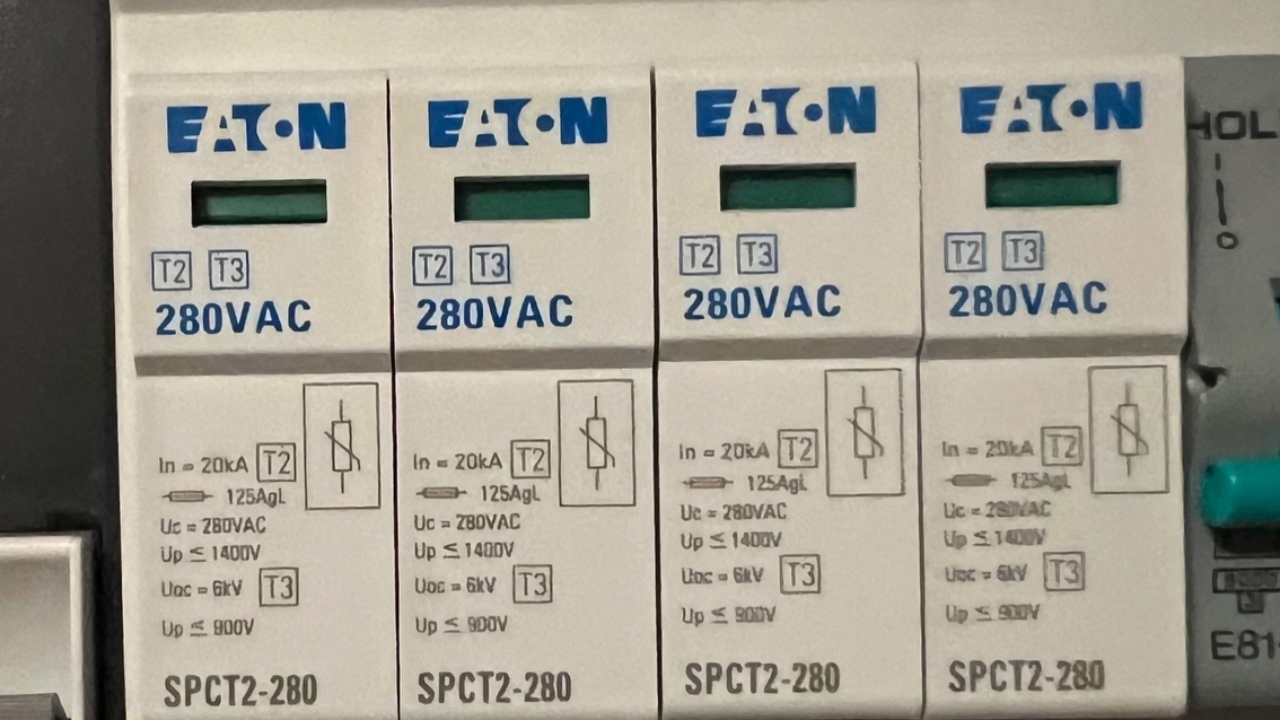 EATON
T2 T3
280VAC
In = 20kA T2
125AgL
Uc = 280VAC
Up ≤ 1400V
Uoc = 6kV T3
Up ≤ 900V
SPCT2-280
EATON
T2 T3
280VAC
In = 20kA T2
125AgL
Uc = 280VAC
Up ≤ 1400V
Uoc = 6kV T3
Up ≤ 900V
SPCT2-280
EATON
T2 T3
280VAC
In = 20kA T2
125AgL
Uc = 280VAC
Up ≤ 1400V
Uoc = 6kV T3
Up ≤ 900V
SPCT2-280
EATON
T2 T3
280VAC
In = 20kA T2
125AgL
Uc = 280VAC
Up ≤ 1400V
Uoc = 6kV T3
Up ≤ 900V
SPCT2-280
HOL
E81